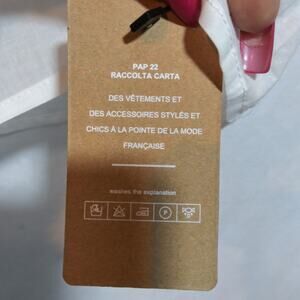 PAP 22
RACCOLTA CARTA
DES VÊTEMENTS ET
DES ACCESSOIRES STYLÉS ET
CHICS À LA POINTE DE LA MODE
FRANÇAISE
washes the explanation